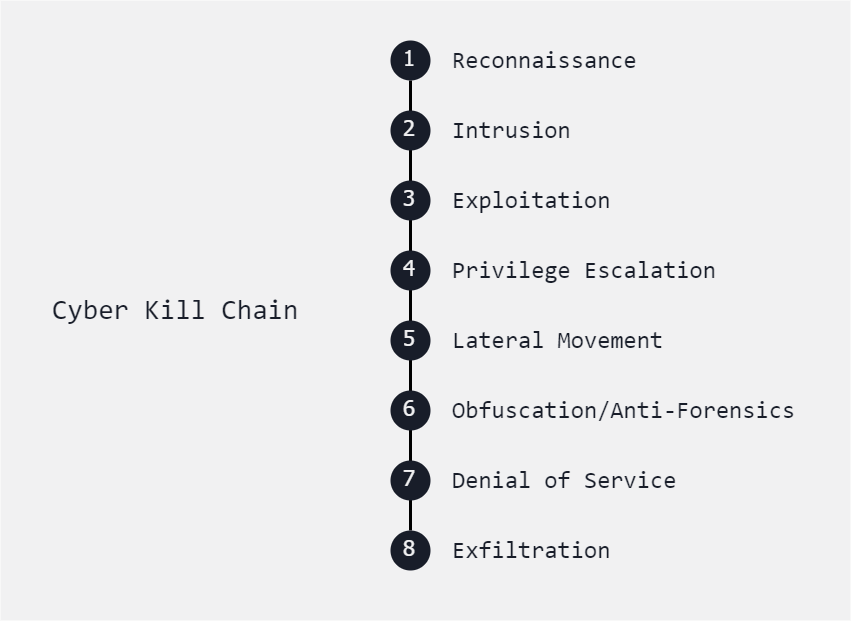 Cyber Kill Chain
1 Reconnaissance
2 Intrusion
3 Exploitation
4 Privilege Escalation
5 Lateral Movement
6 Obfuscation/Anti-Forensics
7 Denial of Service
8 Exfiltration